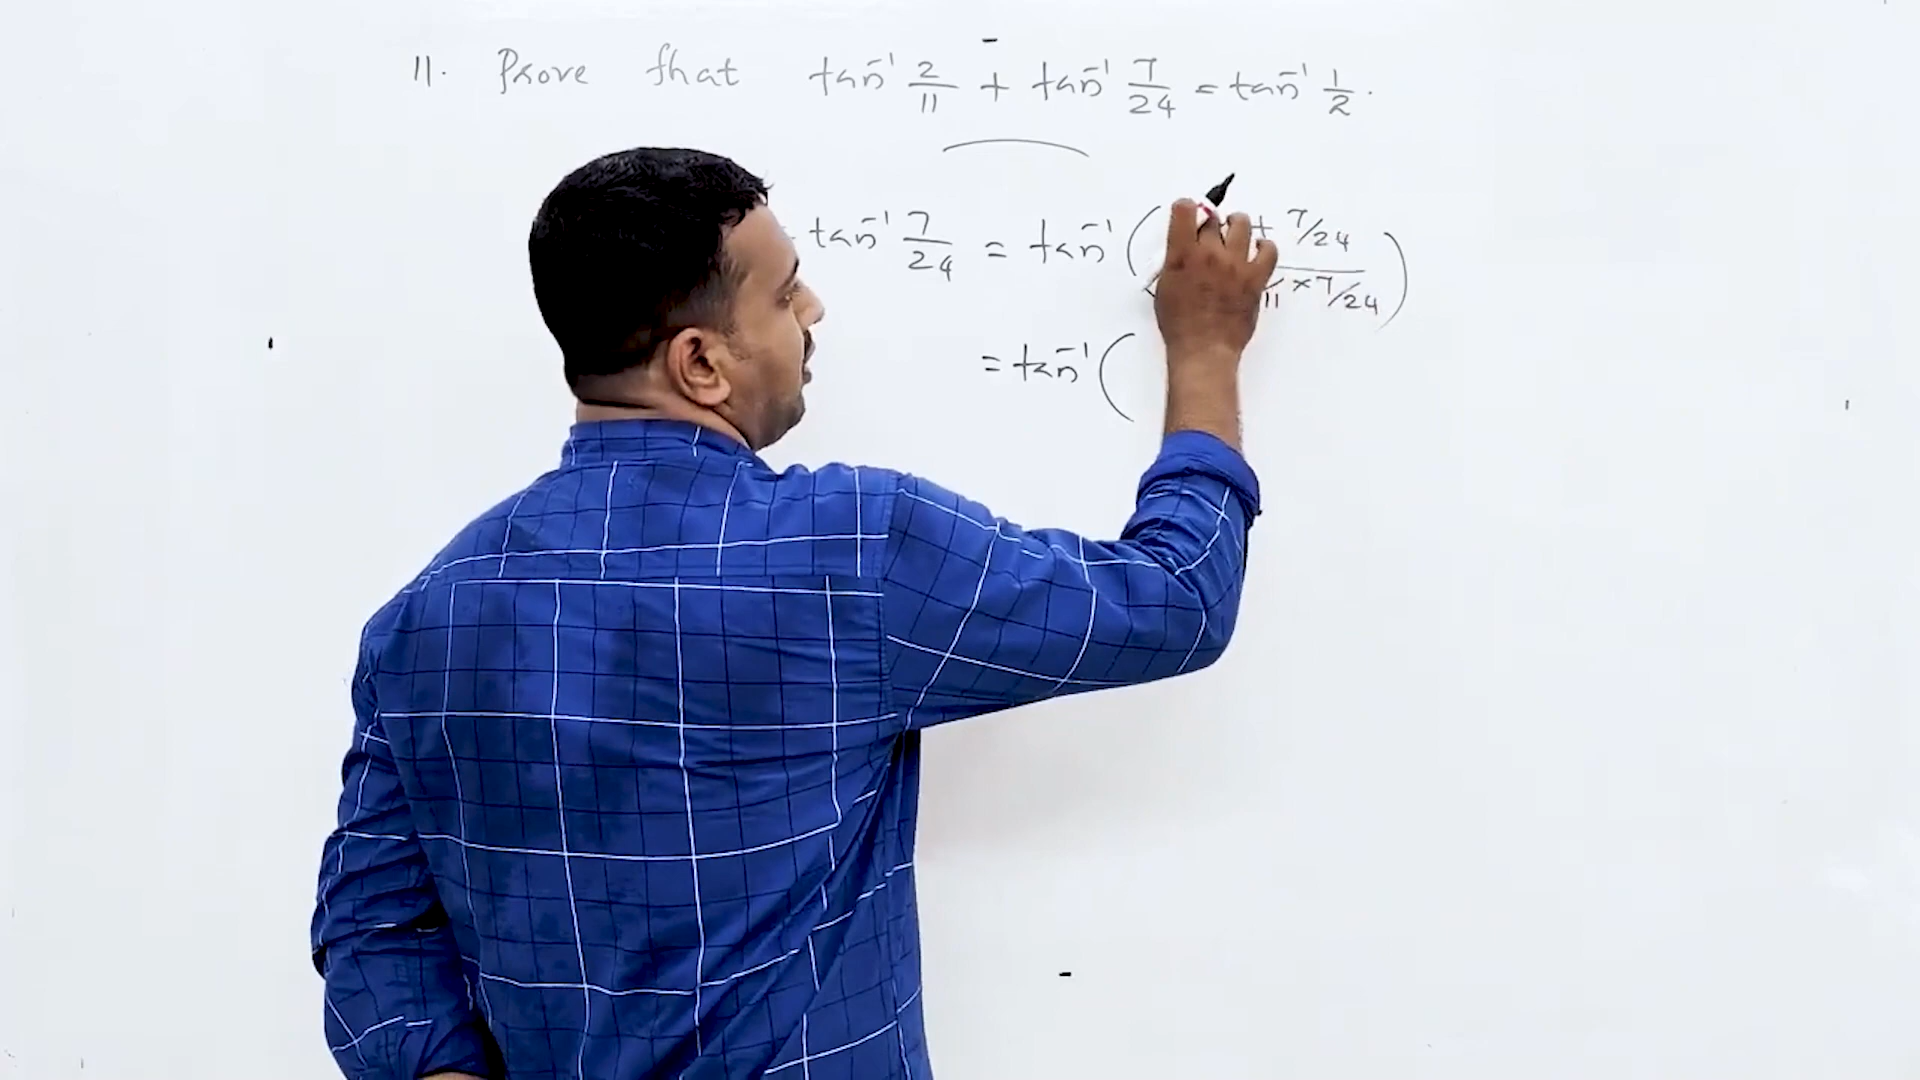 11. Prove that tan⁻¹ 2/11 + tan⁻¹ 7/24 = tan⁻¹ 1/2.
tan⁻¹ 7/24 = tan⁻¹ ( + 7/24 / 11 × 7/24 )
= tan⁻¹ (